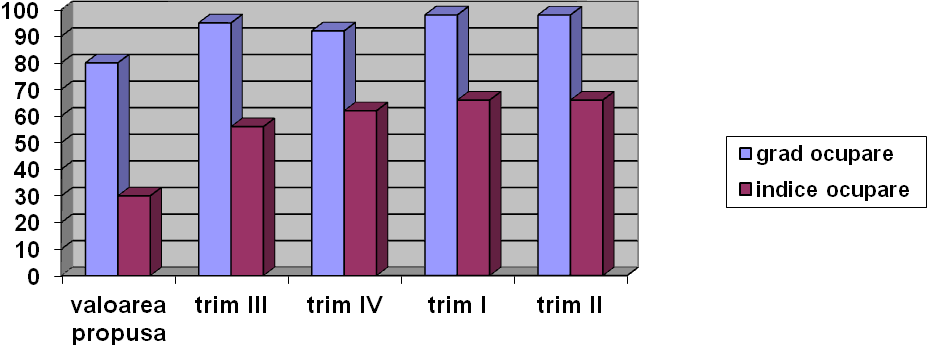 100
90
80
70
60
50
40
30
20
10
0
valoarea propusa
trim III
trim IV
trim I
trim II
grad ocupare
indice ocupare